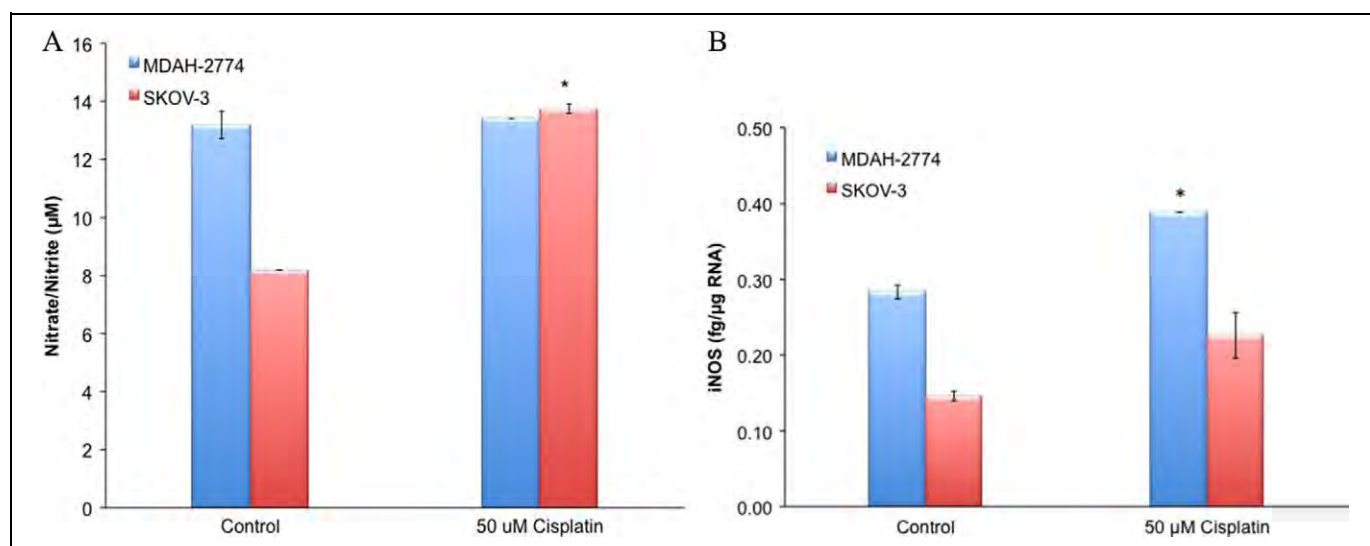 A
16
14
12
10
8
6
4
2
0
Nitrate/Nitrite (µM)
MDAH-2774
SKOV-3
*
Control
50 uM Cisplatin
B
0.50
0.40
0.30
0.20
0.10
0.00
iNOS (fg/µg RNA)
MDAH-2774
SKOV-3
*
Control
50 µM Cisplatin